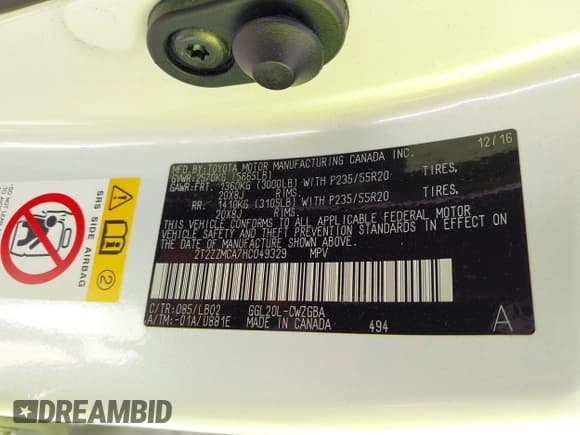 MFD.BY:TOYOTA MOTOR MANUFACTURING CANADA INC. 12/16
GVWR:2570KG (5665LB)
GAWR:FRT. 1360KG (3000LB) WITH P235/55R20 TIRES,
20X8J RIMS,
RR. 1410KG (3105LB) WITH P235/55R20 TIRES,
20X8J RIMS.
THIS VEHICLE CONFORMS TO ALL APPLICABLE FEDERAL MOTOR
VEHICLE SAFETY AND THEFT PREVENTION STANDARDS IN EFFECT ON
THE DATE OF MANUFACTURE SHOWN ABOVE.
2T2ZZMCA7HC049329 MPV
C/TR:085/LB02 GGL20L-CWZGBA
A/TM:-01A/U881E MADE IN CANADA 494 A
SRS SIDE AIRBAG
2
DREAMBID